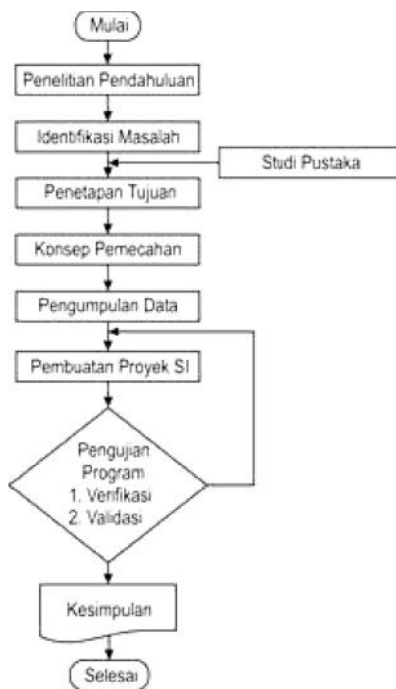 Mulai
Penelitian Pendahuluan
Identifikasi Masalah
Studi Pustaka
Penetapan Tujuan
Konsep Pemecahan
Pengumpulan Data
Pembuatan Proyek SI
Pengujian
Program
1. Verifikasi
2. Validasi
Kesimpulan
Selesai